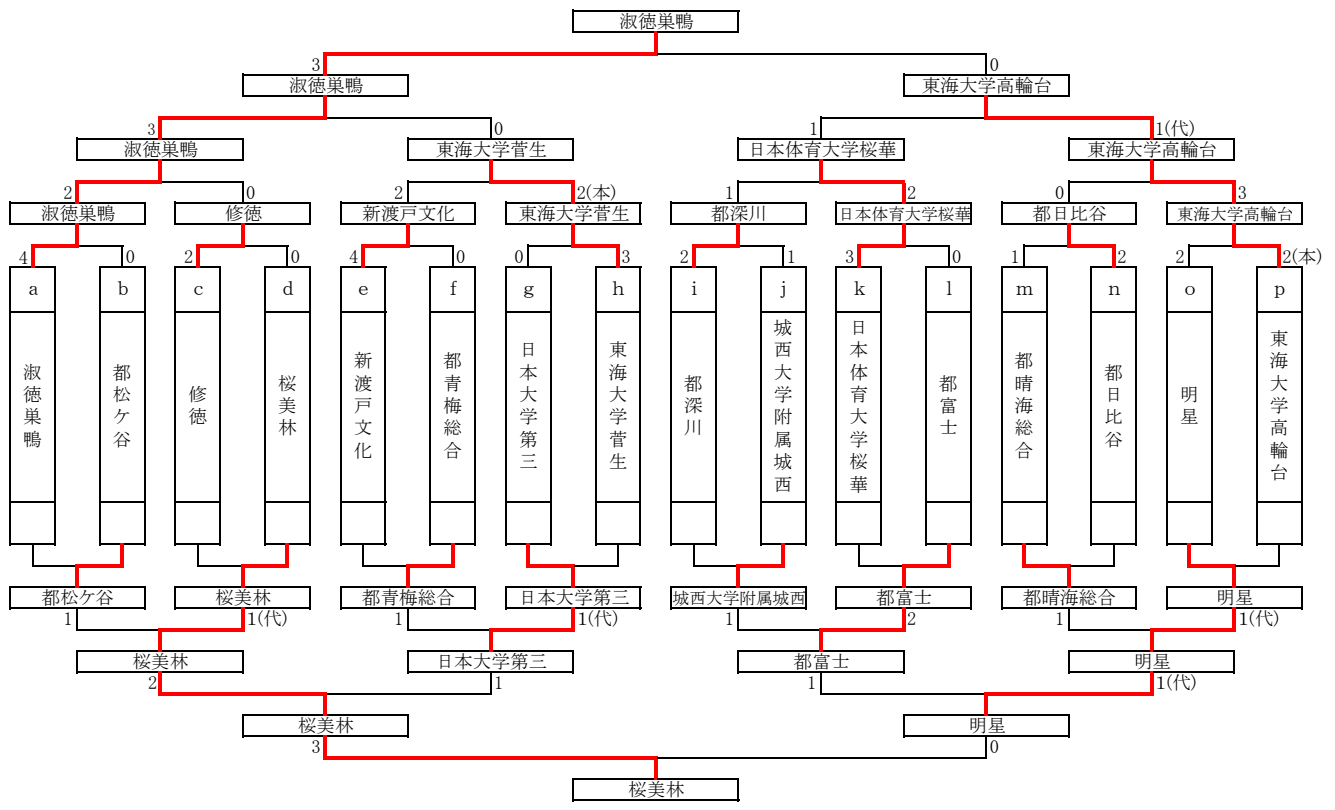 淑徳巣鴨
3 0
淑徳巣鴨 東海大学高輪台
3 0 1 1(代)
淑徳巣鴨 東海大学菅生 日本体育大学桜華 東海大学高輪台
2 0 2 2(本) 1 2 0 3
淑徳巣鴨 修徳 新渡戸文化 東海大学菅生 都深川 日本体育大学桜華 都日比谷 東海大学高輪台
4 0 2 0 4 0 0 3 2 1 3 0 1 2 2 2(本)
a b c d e f g h i j k l m n o p
淑徳巣鴨
都松ケ谷
修徳
桜美林
新渡戸文化
都青梅総合
日本大学第三
東海大学菅生
都深川
城西大学附属城西
日本体育大学桜華
都富士
都晴海総合
都日比谷
明星
東海大学高輪台
都松ケ谷 桜美林 都青梅総合 日本大学第三 城西大学附属城西 都富士 都晴海総合 明星
1 1(代) 1 1(代) 1 2 1 1(代)
桜美林 日本大学第三 都富士 明星
2 1 1 1(代)
桜美林 明星
3 0
桜美林